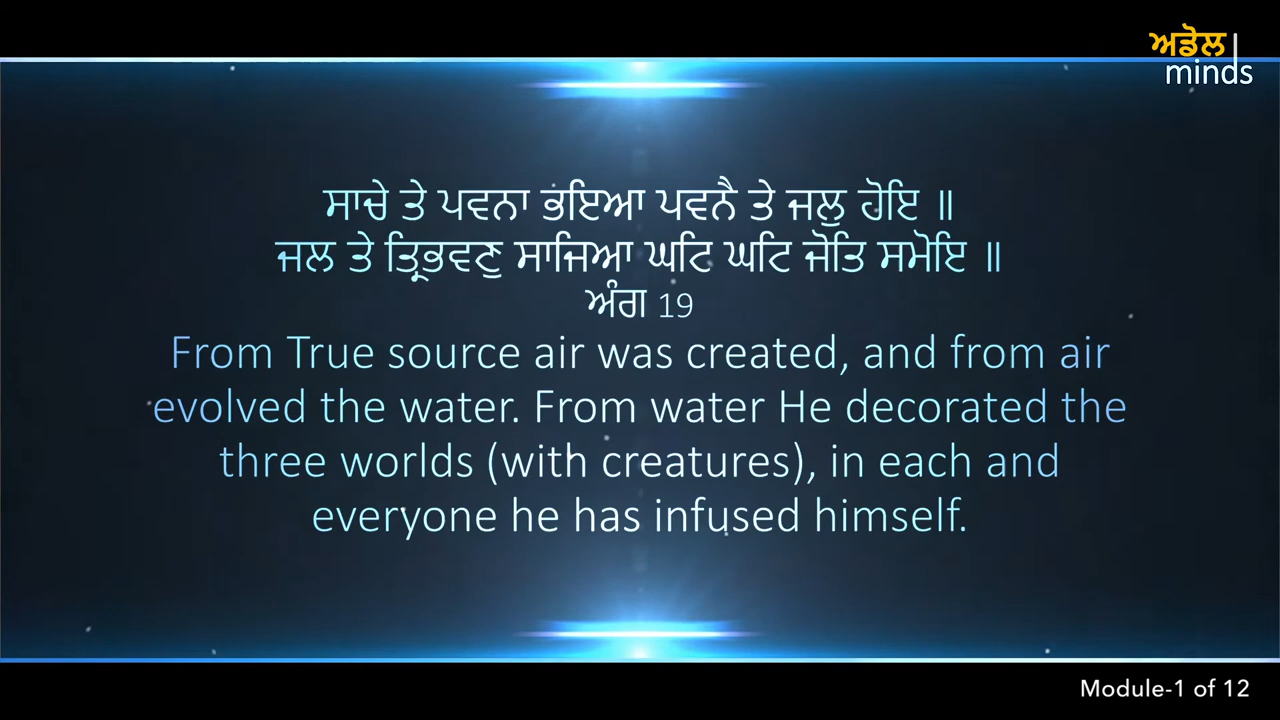 ਅਡੋਲ
minds
ਸਾਚੇ ਤੇ ਪਵਨਾ ਭਇਆ ਪਵਨੈ ਤੇ ਜਲੁ ਹੋਇ ॥
ਜਲ ਤੇ ਤ੍ਰਿਭਵਣੁ ਸਾਜਿਆ ਘਟਿ ਘਟਿ ਜੋਤਿ ਸਮੋਇ ॥
ਅੰਗ 19
From True source air was created, and from air
evolved the water. From water He decorated the
three worlds (with creatures), in each and
everyone he has infused himself.
Module-1 of 12